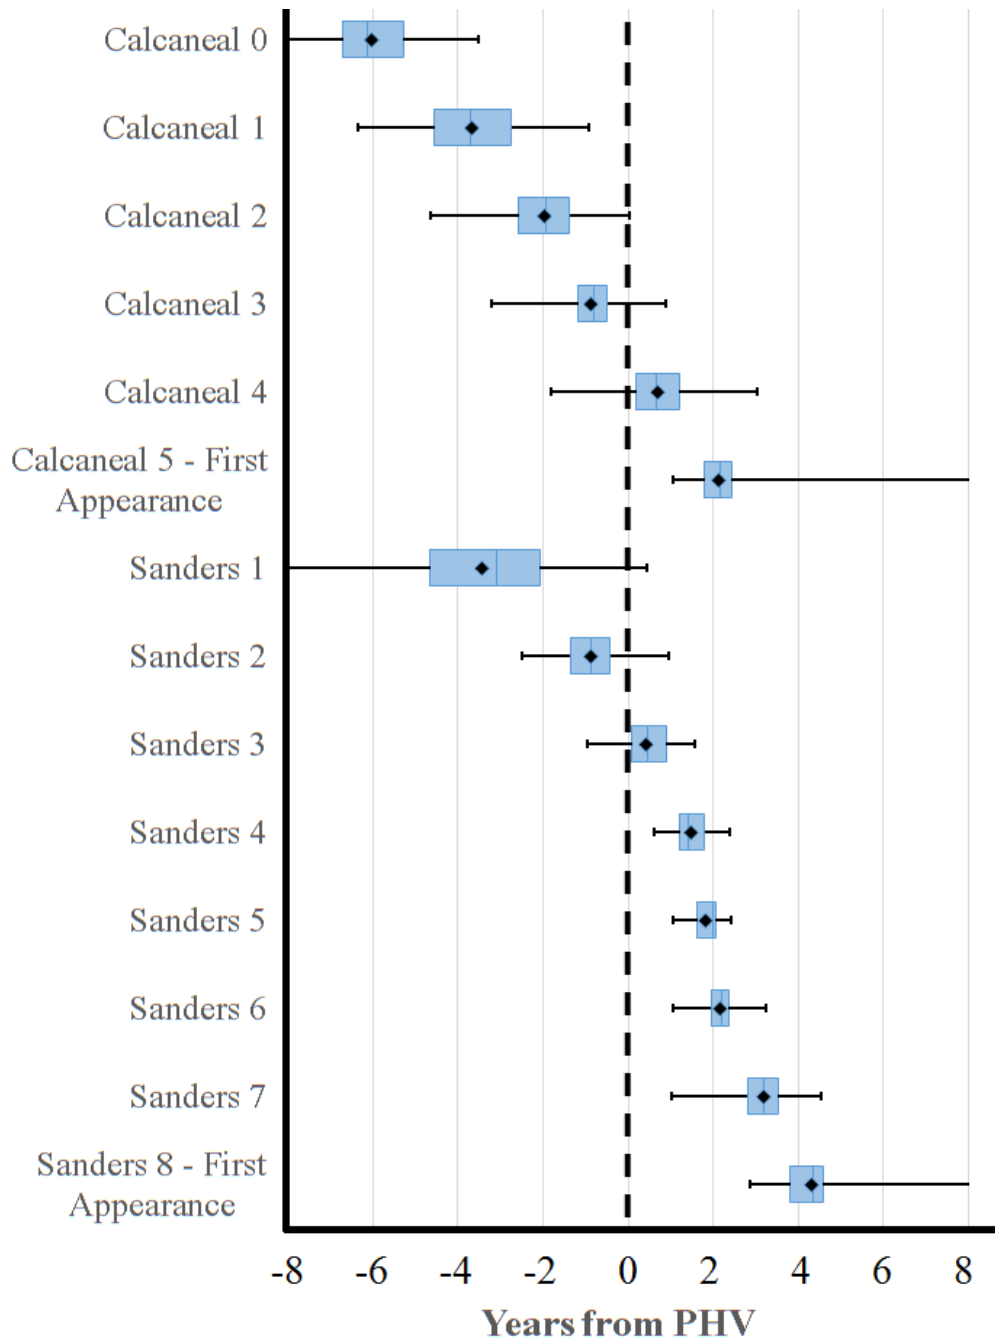 Calcaneal 0
Calcaneal 1
Calcaneal 2
Calcaneal 3
Calcaneal 4
Calcaneal 5 - First
Appearance
Sanders 1
Sanders 2
Sanders 3
Sanders 4
Sanders 5
Sanders 6
Sanders 7
Sanders 8 - First
Appearance
-8 -6 -4 -2 0 2 4 6 8
Years from PHV